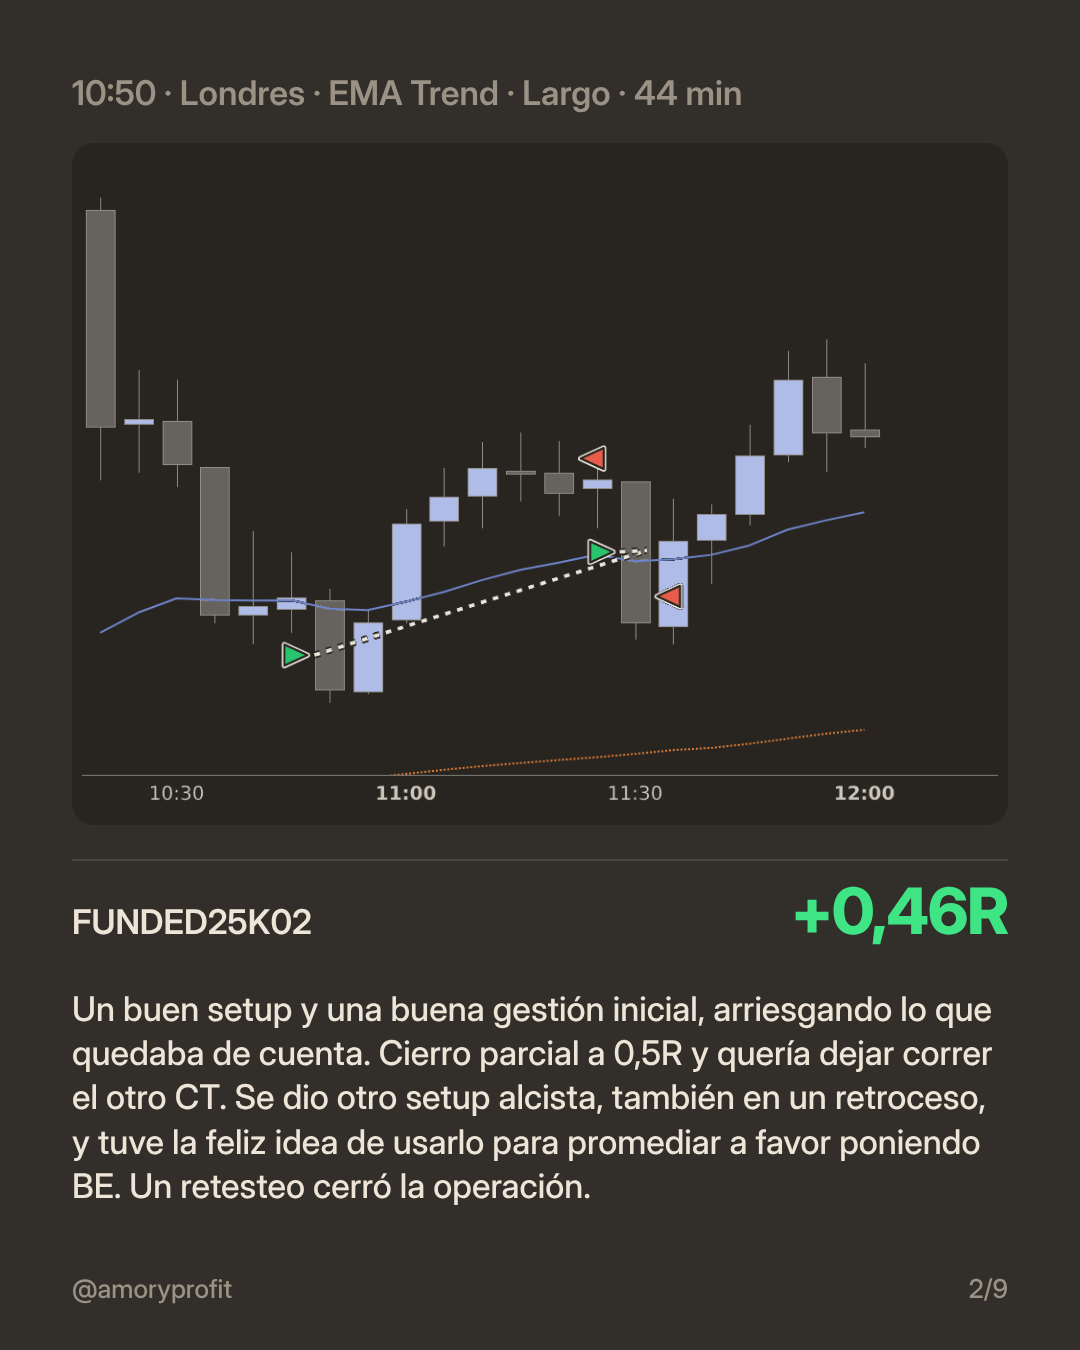 10:50 · Londres · EMA Trend · Largo · 44 min
10:30
11:00
11:30
12:00
FUNDED25K02
+0,46R
Un buen setup y una buena gestión inicial, arriesgando lo que
quedaba de cuenta. Cierro parcial a 0,5R y quería dejar correr
el otro CT. Se dio otro setup alcista, también en un retroceso,
y tuve la feliz idea de usarlo para promediar a favor poniendo
BE. Un retesteo cerró la operación.
@amoryprofit
2/9